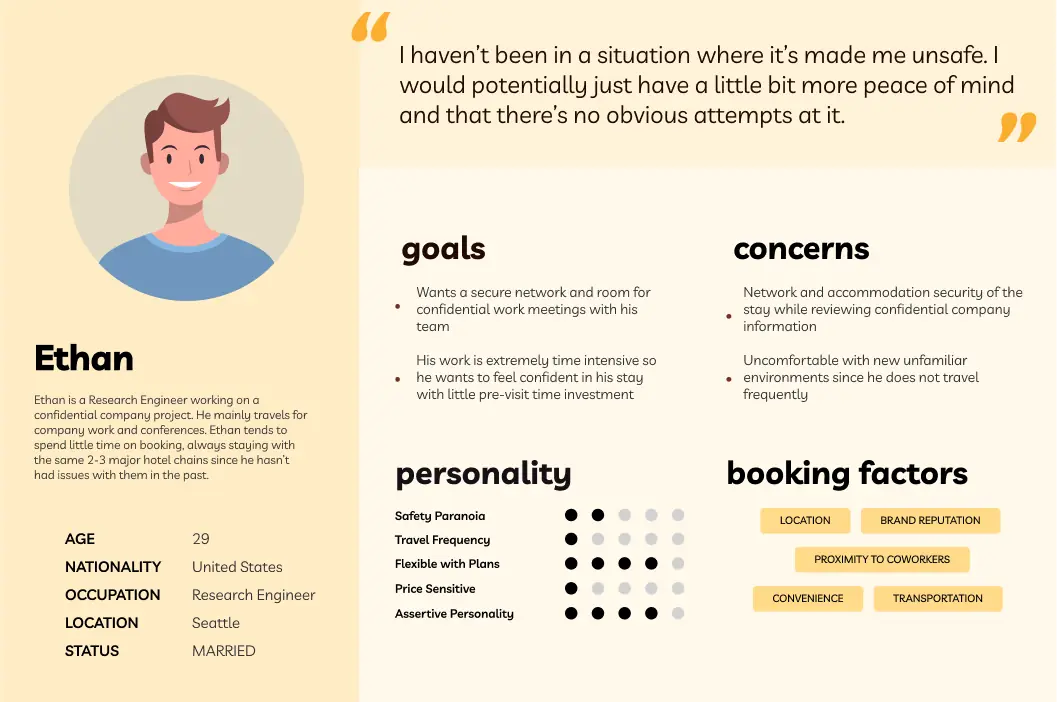 “
I haven’t been in a situation where it’s made me unsafe. I
would potentially just have a little bit more peace of mind
and that there’s no obvious attempts at it.
”
Ethan
Ethan is a Research Engineer working on a
confidential company project. He mainly travels for
company work and conferences. Ethan tends to
spend little time on booking, always staying with
the same 2-3 major hotel chains since he hasn’t
had issues with them in the past.
AGE 29
NATIONALITY United States
OCCUPATION Research Engineer
LOCATION Seattle
STATUS MARRIED
goals
• Wants a secure network and room for
confidential work meetings with his
team
• His work is extremely time intensive so
he wants to feel confident in his stay
with little pre-visit time investment
concerns
• Network and accommodation security of the
stay while reviewing confidential company
information
• Uncomfortable with new unfamiliar
environments since he does not travel
frequently
personality
Safety Paranoia
Travel Frequency
Flexible with Plans
Price Sensitive
Assertive Personality
booking factors
LOCATION BRAND REPUTATION
PROXIMITY TO COWORKERS
CONVENIENCE TRANSPORTATION